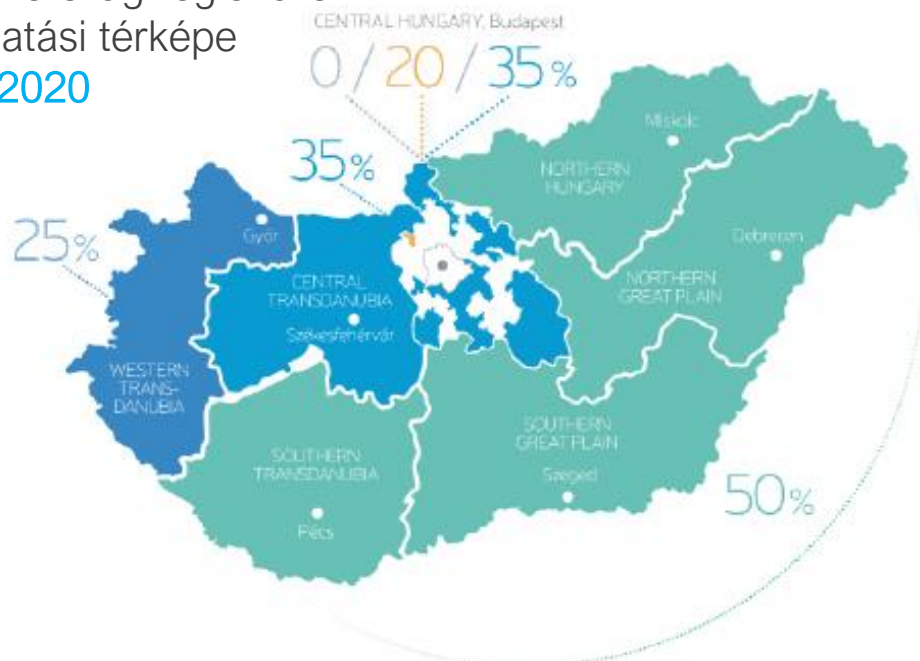 atási térképe
2020
CENTRAL HUNGARY, Budapest
0 / 20 / 35%
35%
25%
50%
Miskolc
NORTHERN
HUNGARY
Győr
Debrecen
CENTRAL
TRANSDANUBIA
Székesfehérvár
NORTHERN
GREAT PLAIN
WESTERN
TRANS-
DANUBIA
SOUTHERN
GREAT PLAIN
SOUTHERN
TRANSDANUBIA
Szeged
Pécs